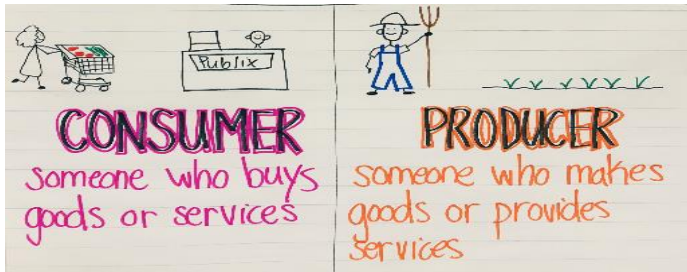 Publix
CONSUMER
someone who buys
goods or services
PRODUCER
someone who makes
goods or provides
services